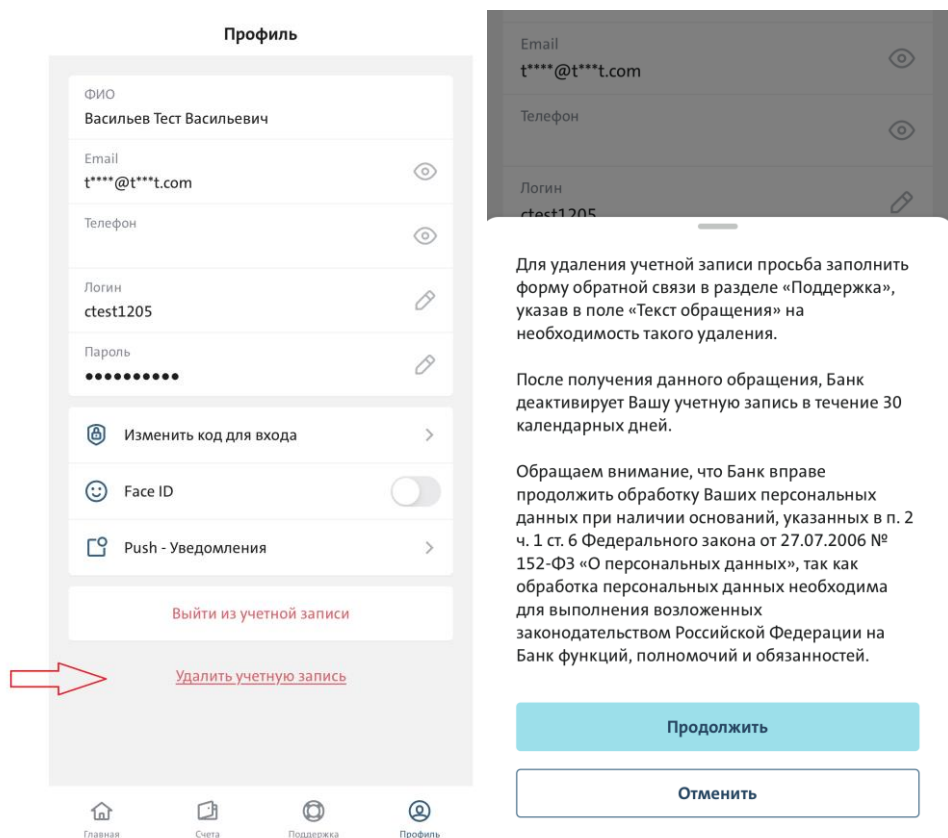 Профиль
ФИО
Васильев Тест Васильевич
Email
t****@t***t.com
Телефон
Логин
ctest1205
Пароль
••••••••••
Изменить код для входа
Face ID
Push - Уведомления
Выйти из учетной записи
Удалить учетную запись
Главная
Счета
Поддержка
Профиль
Email
t****@t***t.com
Телефон
Логин
ctest1205
Для удаления учетной записи просьба заполнить
форму обратной связи в разделе «Поддержка»,
указав в поле «Текст обращения» на
необходимость такого удаления.
После получения данного обращения, Банк
деактивирует Вашу учетную запись в течение 30
календарных дней.
Обращаем внимание, что Банк вправе
продолжить обработку Ваших персональных
данных при наличии оснований, указанных в п. 2
ч. 1 ст. 6 Федерального закона от 27.07.2006 №
152-ФЗ «О персональных данных», так как
обработка персональных данных необходима
для выполнения возложенных
законодательством Российской Федерации на
Банк функций, полномочий и обязанностей.
Продолжить
Отменить